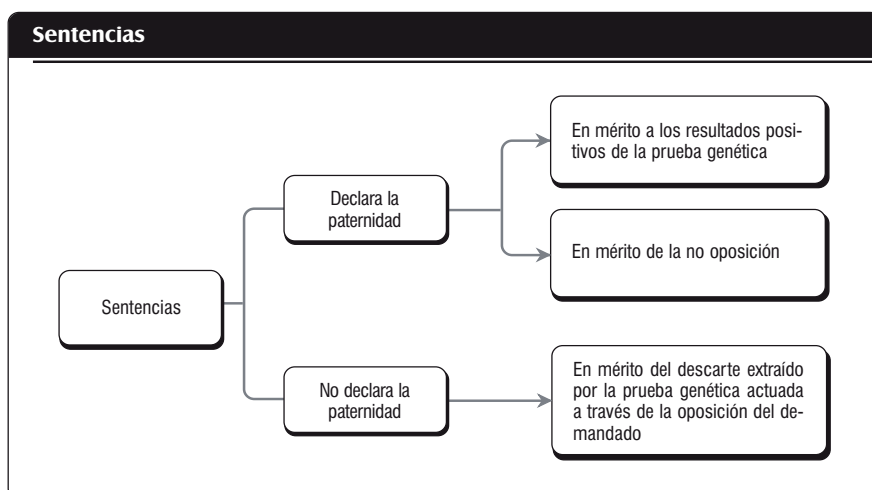 Sentencias
En mérito a los resultados posi-
tivos de la prueba genética
Declara la
paternidad
En mérito de la no oposición
Sentencias
No declara la
paternidad
En mérito del descarte extraído
por la prueba genética actuada
a través de la oposición del de-
mandado